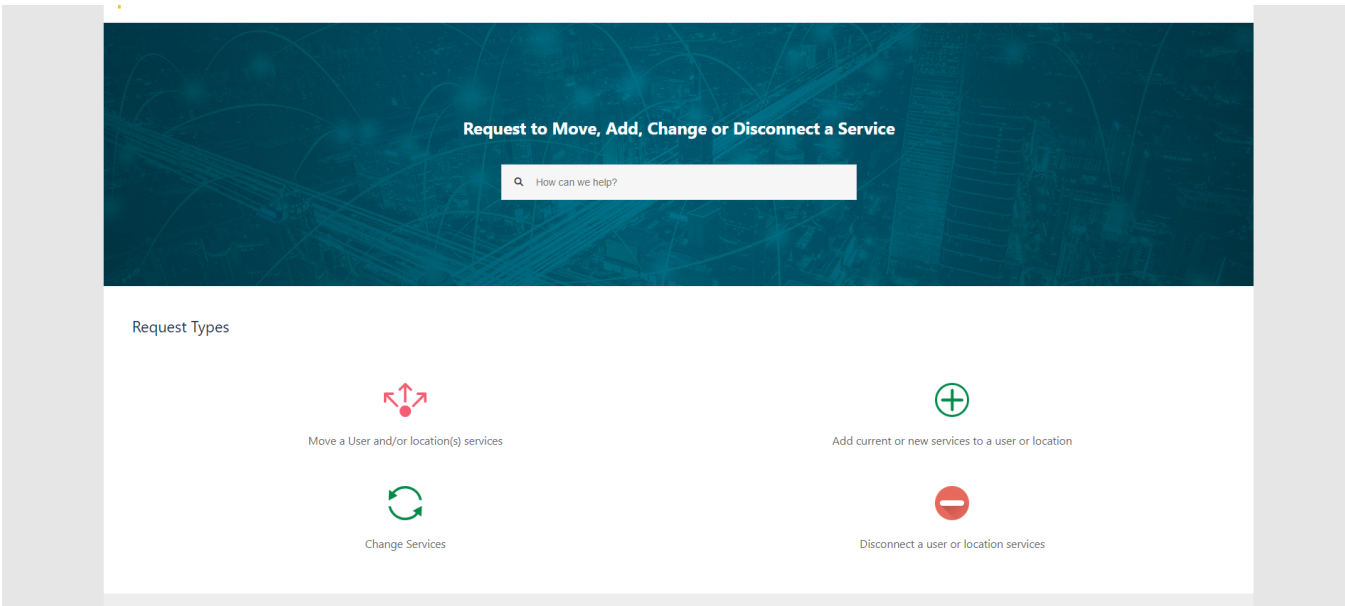 Request to Move, Add, Change or Disconnect a Service
How can we help?
Request Types
Move a User and/or location(s) services
Add current or new services to a user or location
Change Services
Disconnect a user or location services